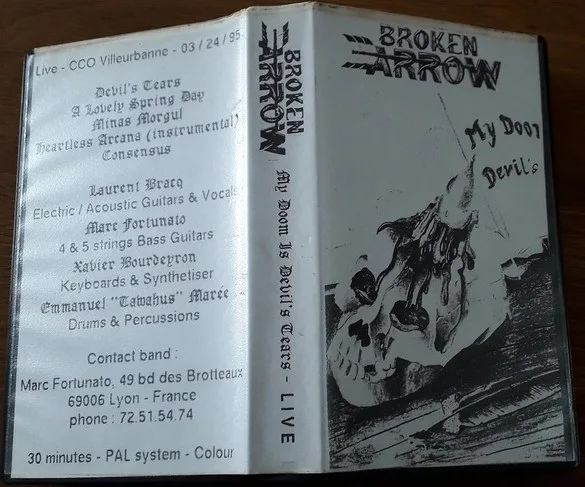 Live - CCO Villeurbanne - 03 / 24 / 95
Devil's Tears
A Lovely Spring Day
Minas Morgul
Heartless Arcana (instrumental)
Consensus
Laurent Bracq
Electric / Acoustic Guitars & Vocals
Marc Fortunato
4 & 5 strings Bass Guitars
Xavier Bourdeyron
Keyboards & Synthetiser
Emmanuel "Tawahus" Marée
Drums & Percussions
Contact band :
Marc Fortunato, 49 bd des Brotteaux
69006 Lyon - France
phone : 72.51.54.74
30 minutes - PAL system - Colour
BROKEN
ARROW
My Doom Is Devil's Tears - LIVE
BROKEN
ARROW
My Doom
Devil's